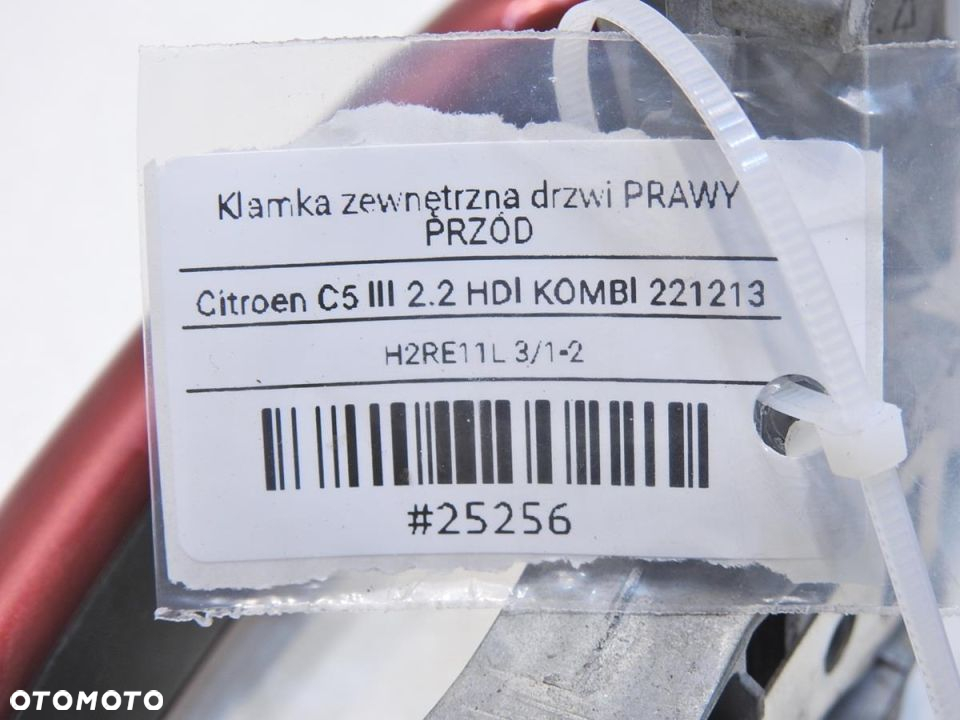 Klamka zewnętrzna drzwi PRAWY
PRZÓD
Citroen C5 III 2.2 HDI KOMBI 221213
H2RE11L 3/1-2
#25256
OTOMOTO